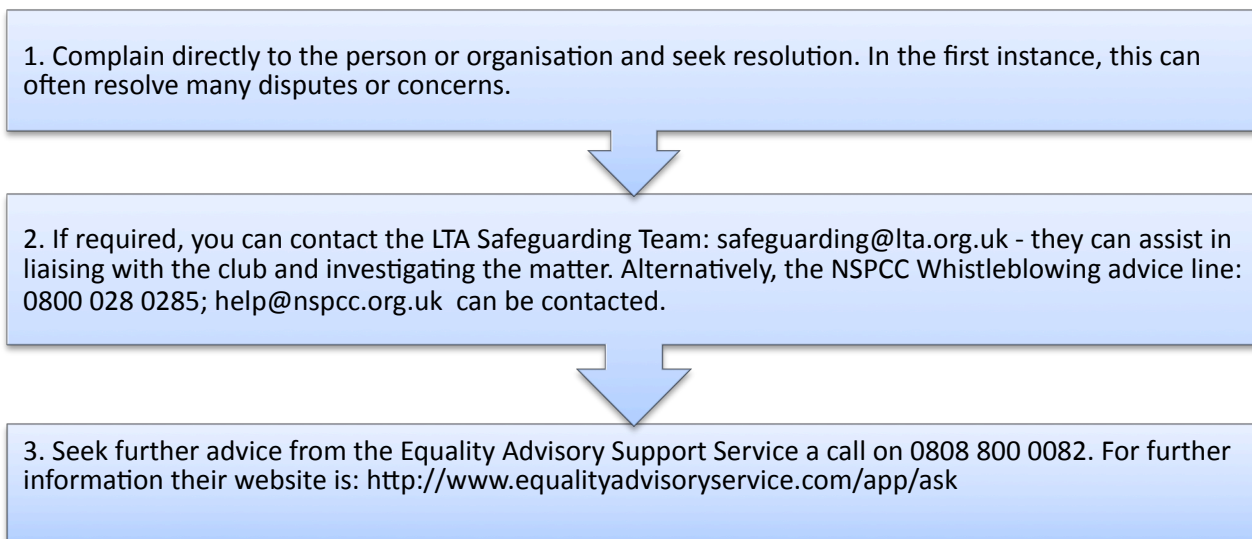 1. Complain directly to the person or organisation and seek resolution. In the first instance, this can
often resolve many disputes or concerns.
2. If required, you can contact the LTA Safeguarding Team: safeguarding@lta.org.uk - they can assist in
liaising with the club and investigating the matter. Alternatively, the NSPCC Whistleblowing advice line:
0800 028 0285; help@nspcc.org.uk  can be contacted.
3. Seek further advice from the Equality Advisory Support Service a call on 0808 800 0082. For further
information their website is: http://www.equalityadvisoryservice.com/app/ask